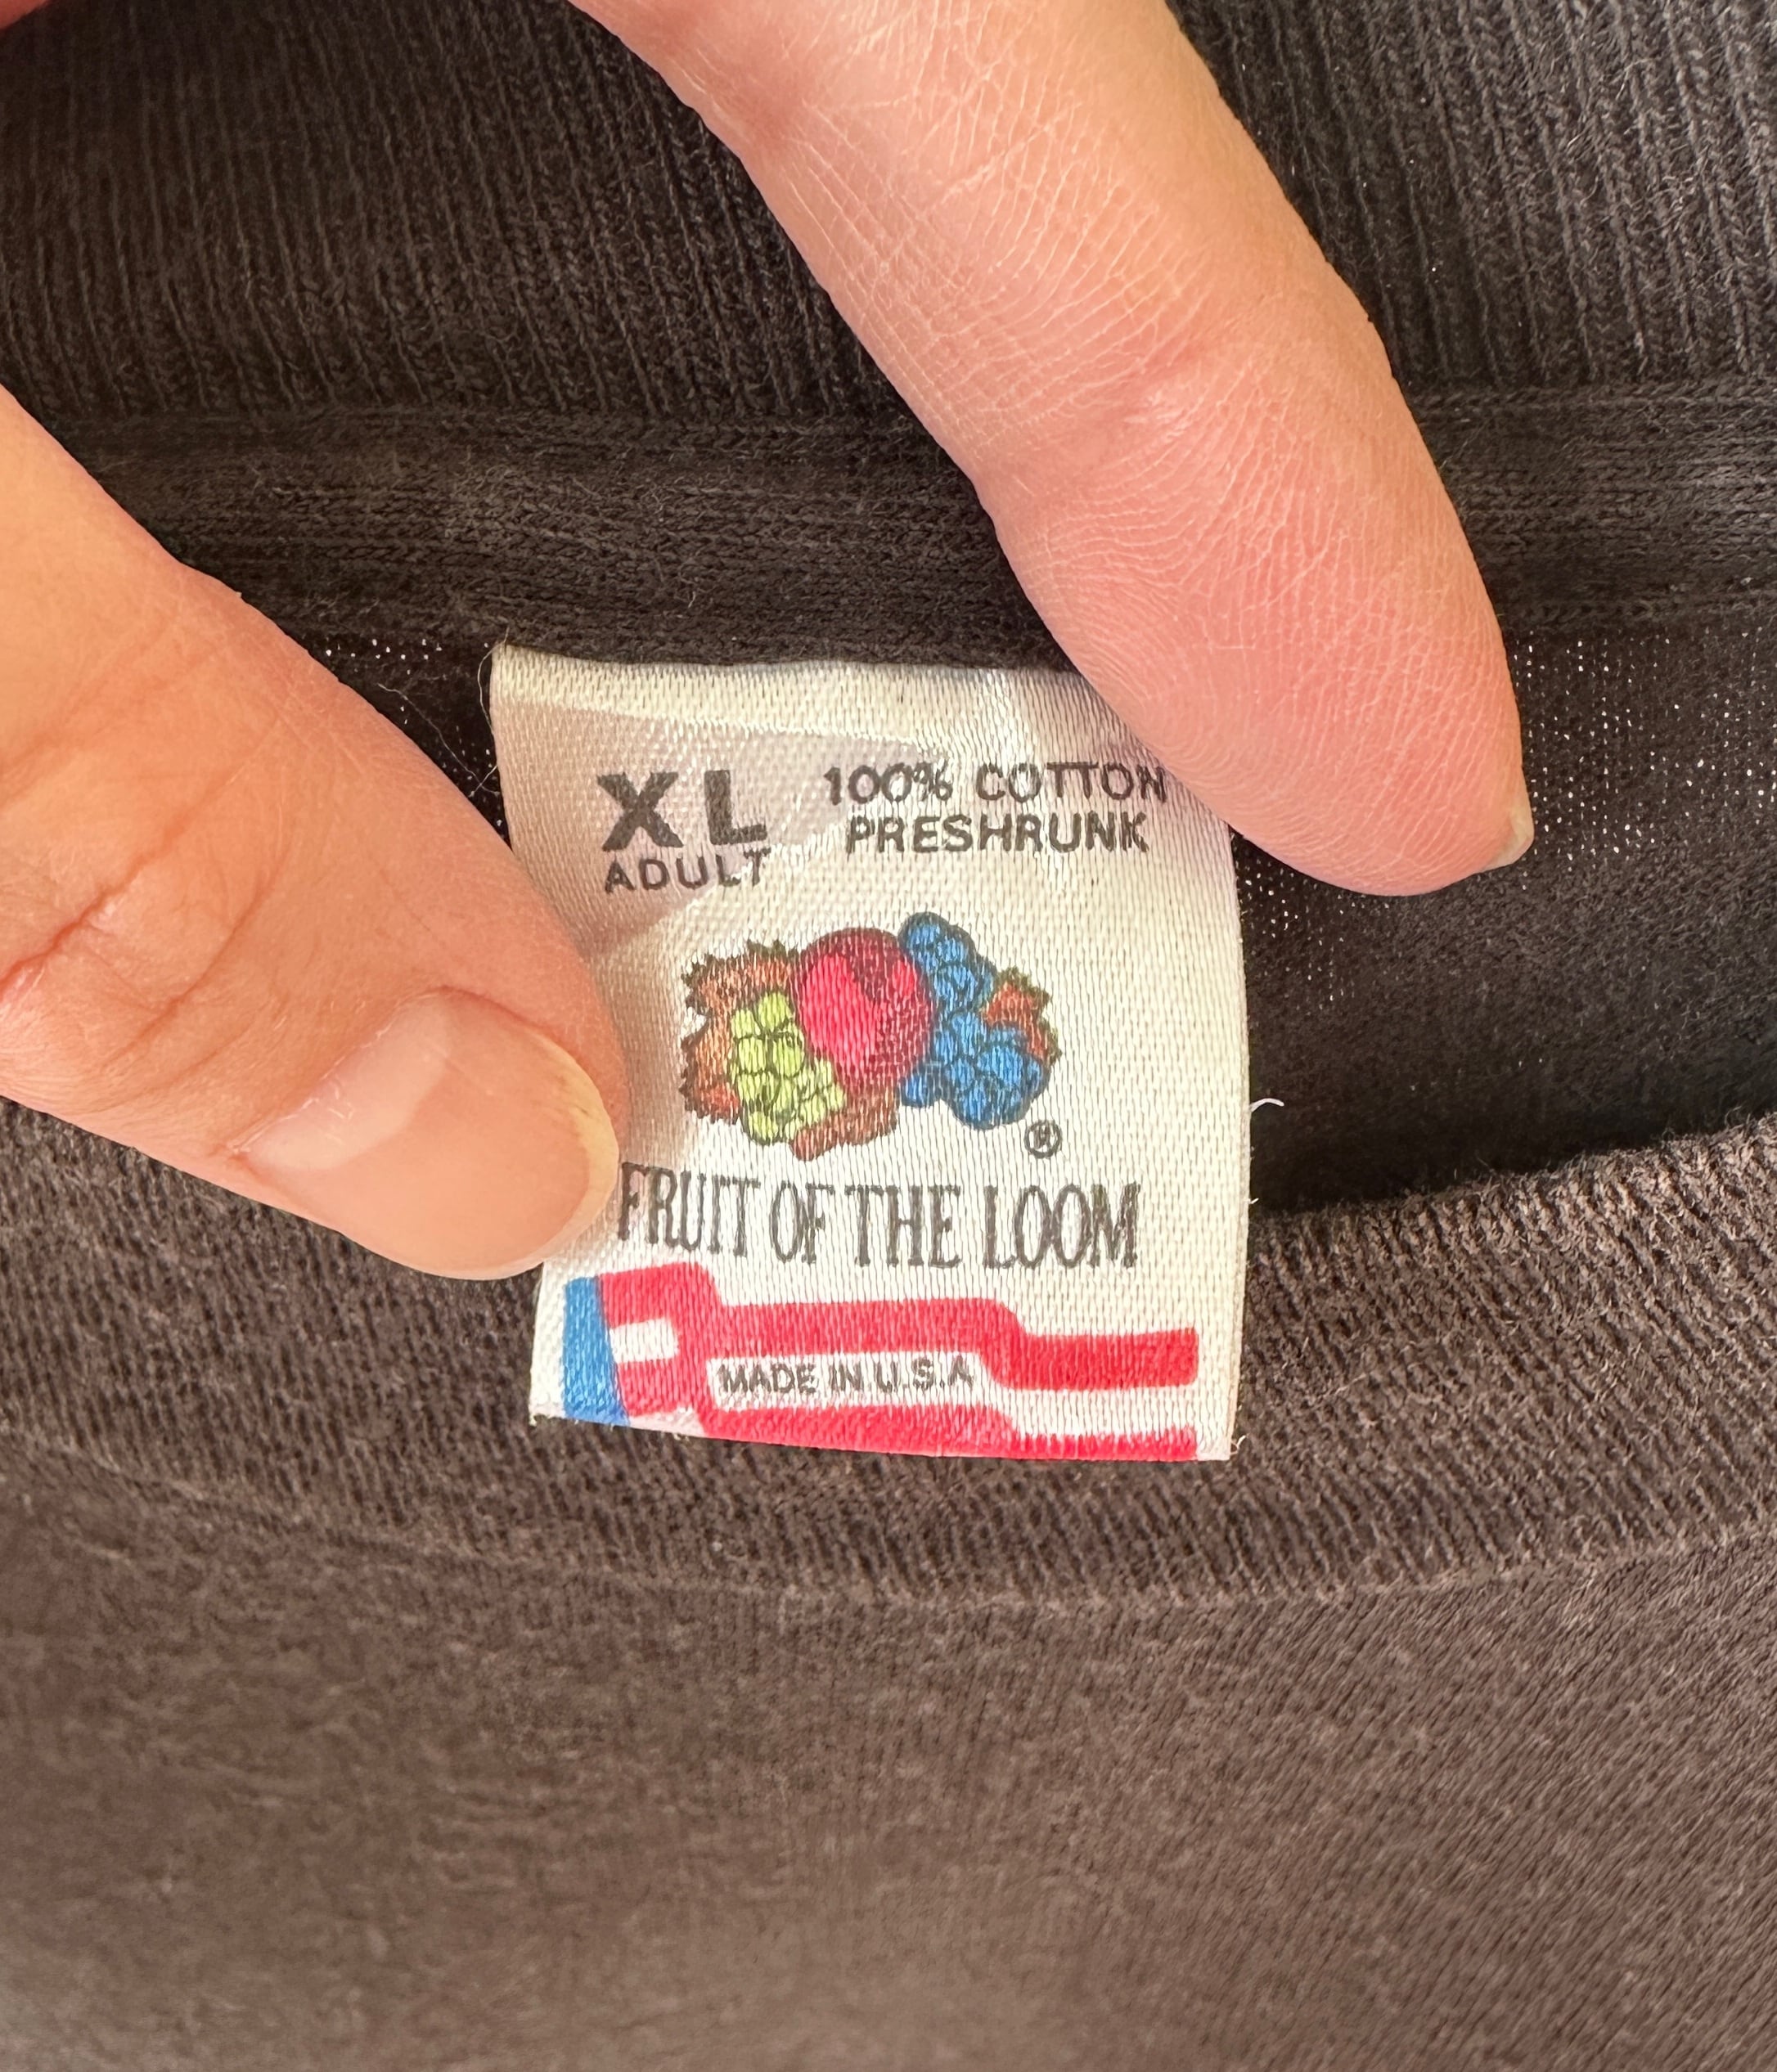 XL
ADULT
100% COTTON
PRESHRUNK
®
FRUIT OF THE LOOM
MADE IN U.S.A